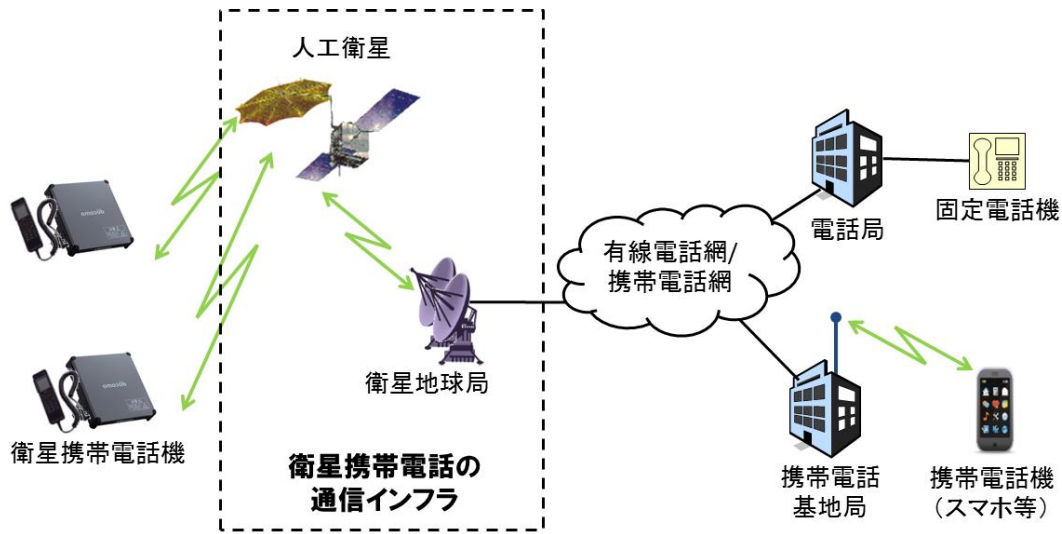 人工衛星
電話局
固定電話機
有線電話網/
携帯電話網
衛星地球局
衛星携帯電話機
衛星携帯電話の
通信インフラ
携帯電話
基地局
携帯電話機
（スマホ等）